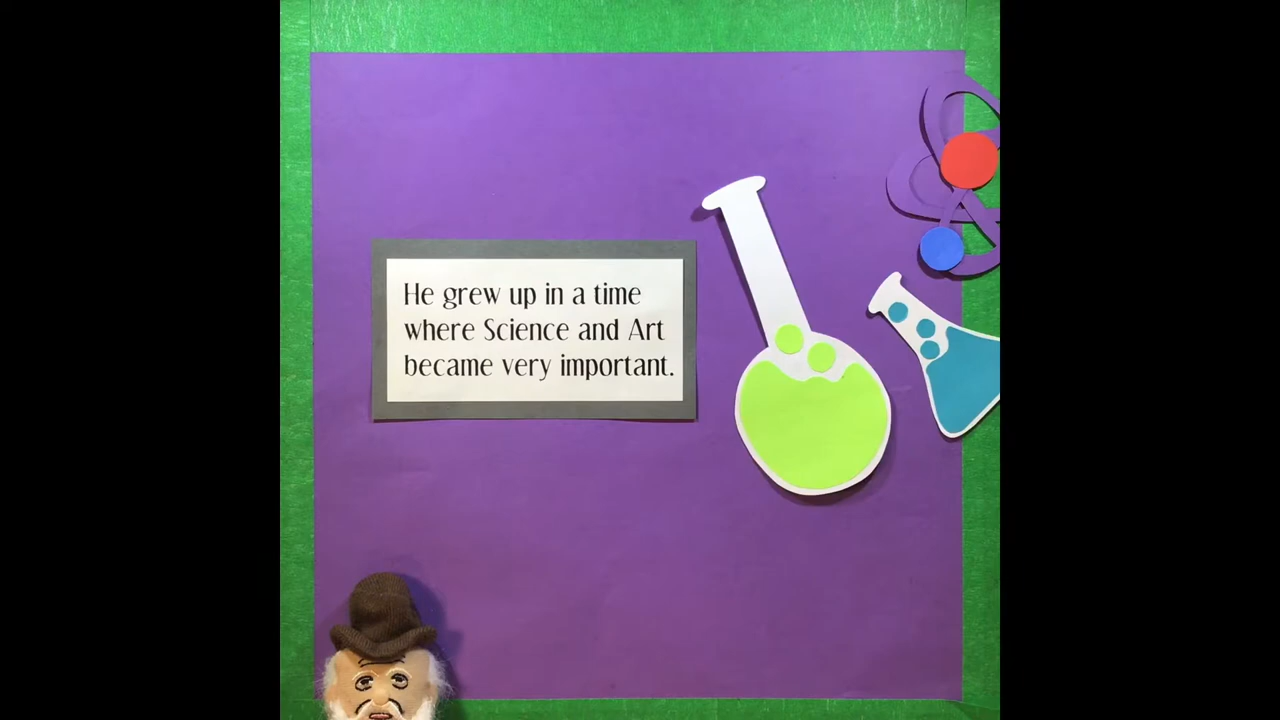 He grew up in a time
where Science and Art
became very important.